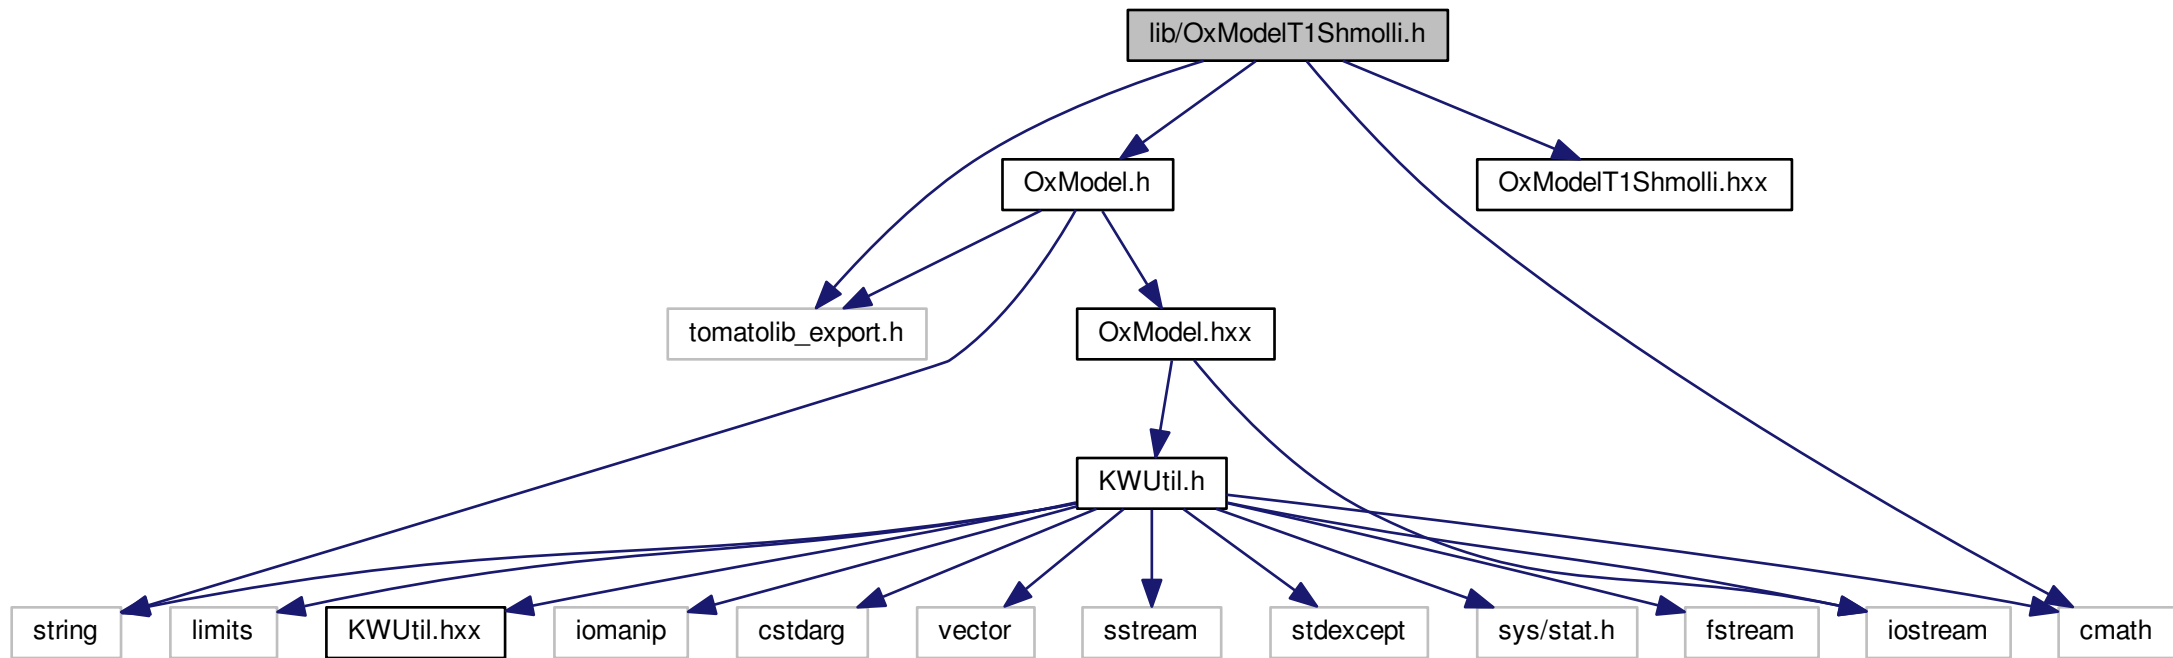 lib/OxModelT1Shmolli.h
OxModel.h
OxModelT1Shmolli.hxx
tomatolib_export.h
OxModel.hxx
KWUtil.h
string
limits
KWUtil.hxx
iomanip
cstdarg
vector
sstream
stdexcept
sys/stat.h
fstream
iostream
cmath